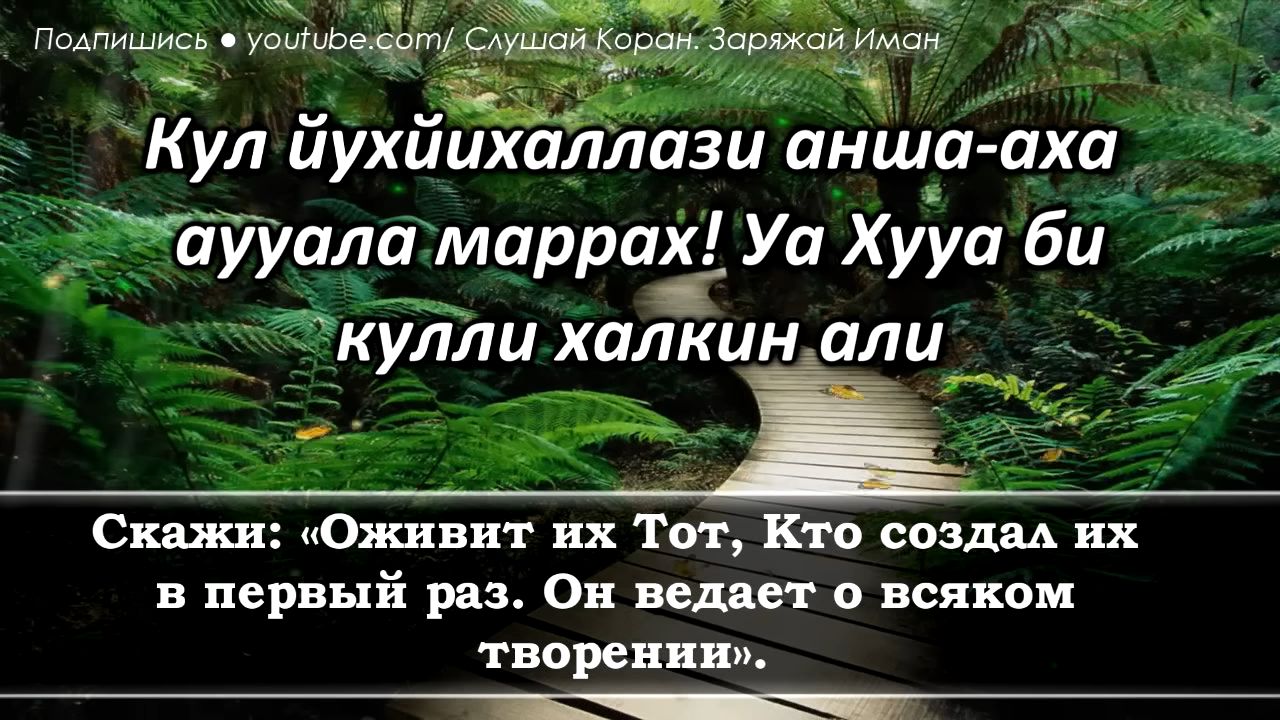 Подпишись ● youtube.com/ Слушай Коран. Заряжай Иман
Кул йухйихаллази анша-аха
аууала маррах! Уа Хууа би
кулли халкин али
Скажи: «Оживит их Тот, Кто создал их
в первый раз. Он ведает о всяком
творении».